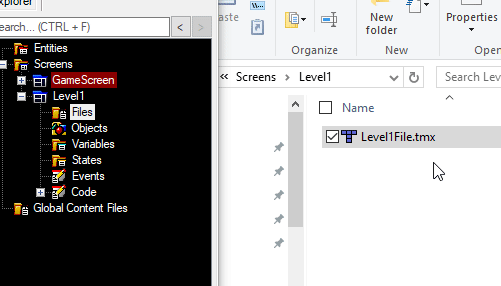 xplorer
earch... (CTRL + F)
<
>
Entities
Screens
GameScreen
Level1
Files
Objects
Variables
States
Events
Code
Global Content Files
aste
Organize
New
folder
New
Properties
Open
« Screens › Level1
Search Lev
Name
Level1File.tmx